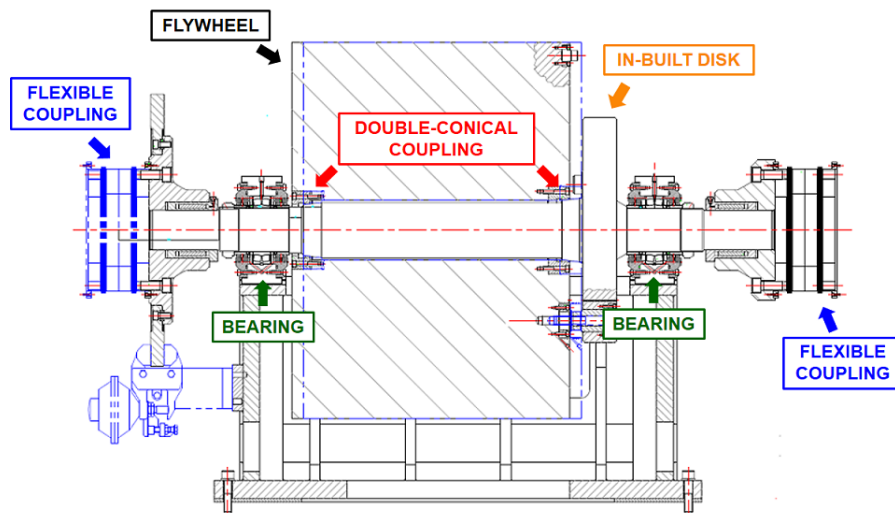 FLYWHEEL
IN-BUILT DISK
FLEXIBLE
COUPLING
DOUBLE-CONICAL
COUPLING
BEARING
BEARING
FLEXIBLE
COUPLING